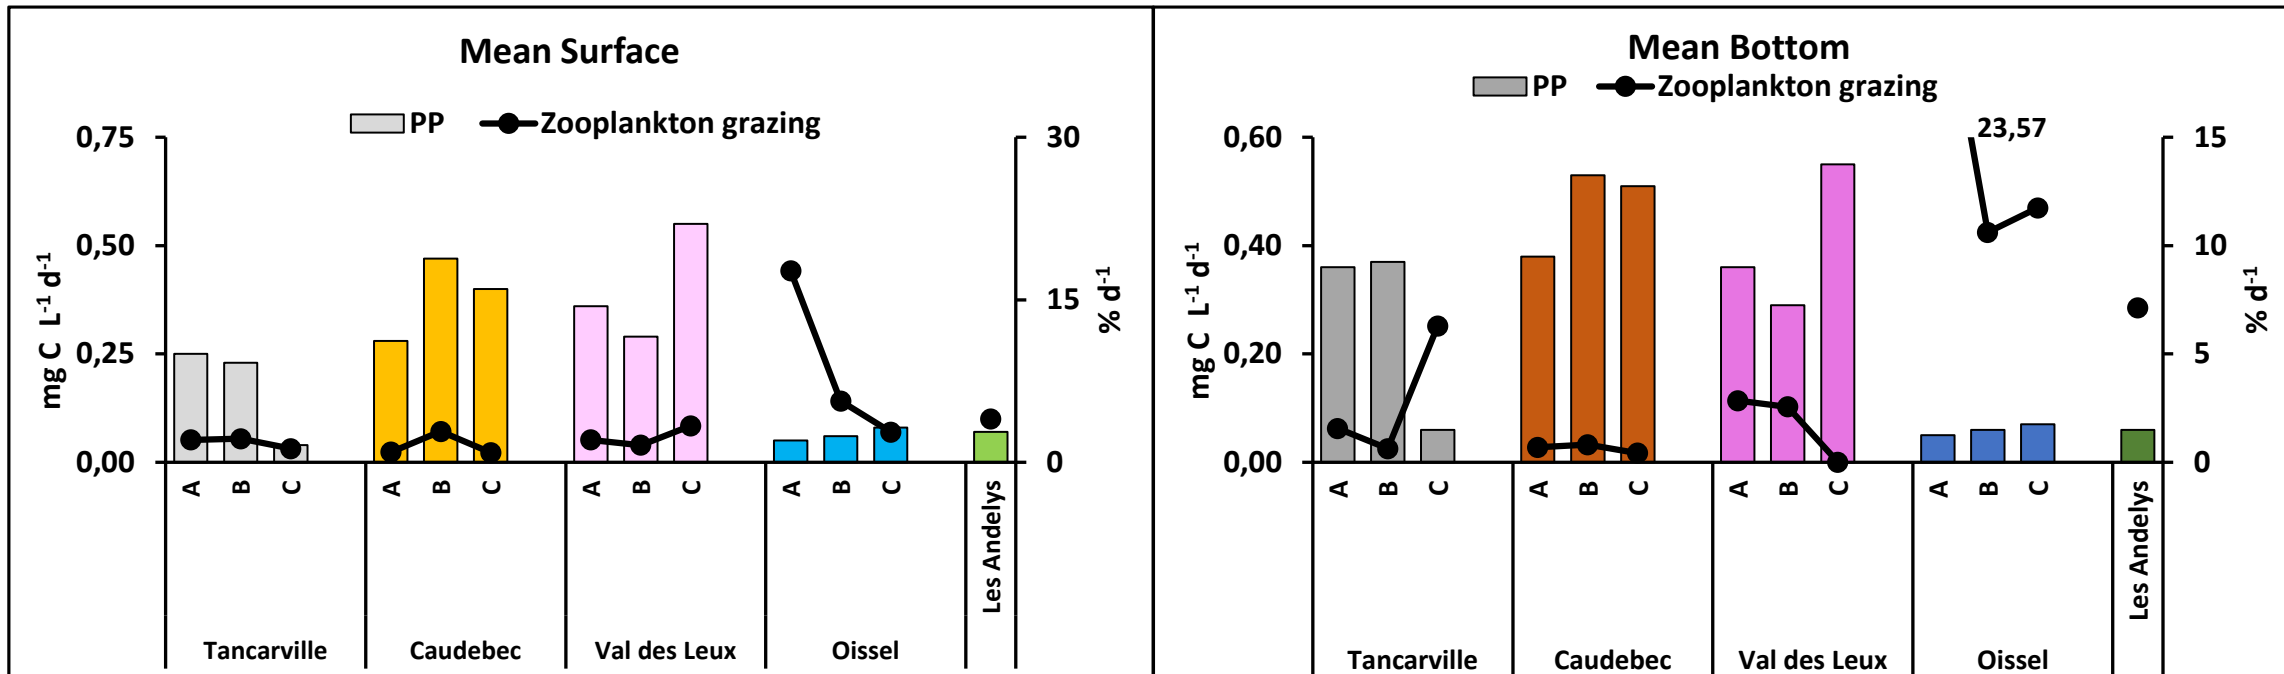 Mean Surface
PP Zooplankton grazing
0,75
0,50
0,25
0,00
mg C L⁻¹ d⁻¹
30
15
0
% d⁻¹
A B C A B C A B C A B C Les Andelys
Tancarville Caudebec Val des Leux Oissel
Mean Bottom
PP Zooplankton grazing
23,57
0,60
0,40
0,20
0,00
mg C L⁻¹ d⁻¹
15
10
5
0
% d⁻¹
A B C A B C A B C A B C Les Andelys
Tancarville Caudebec Val des Leux Oissel